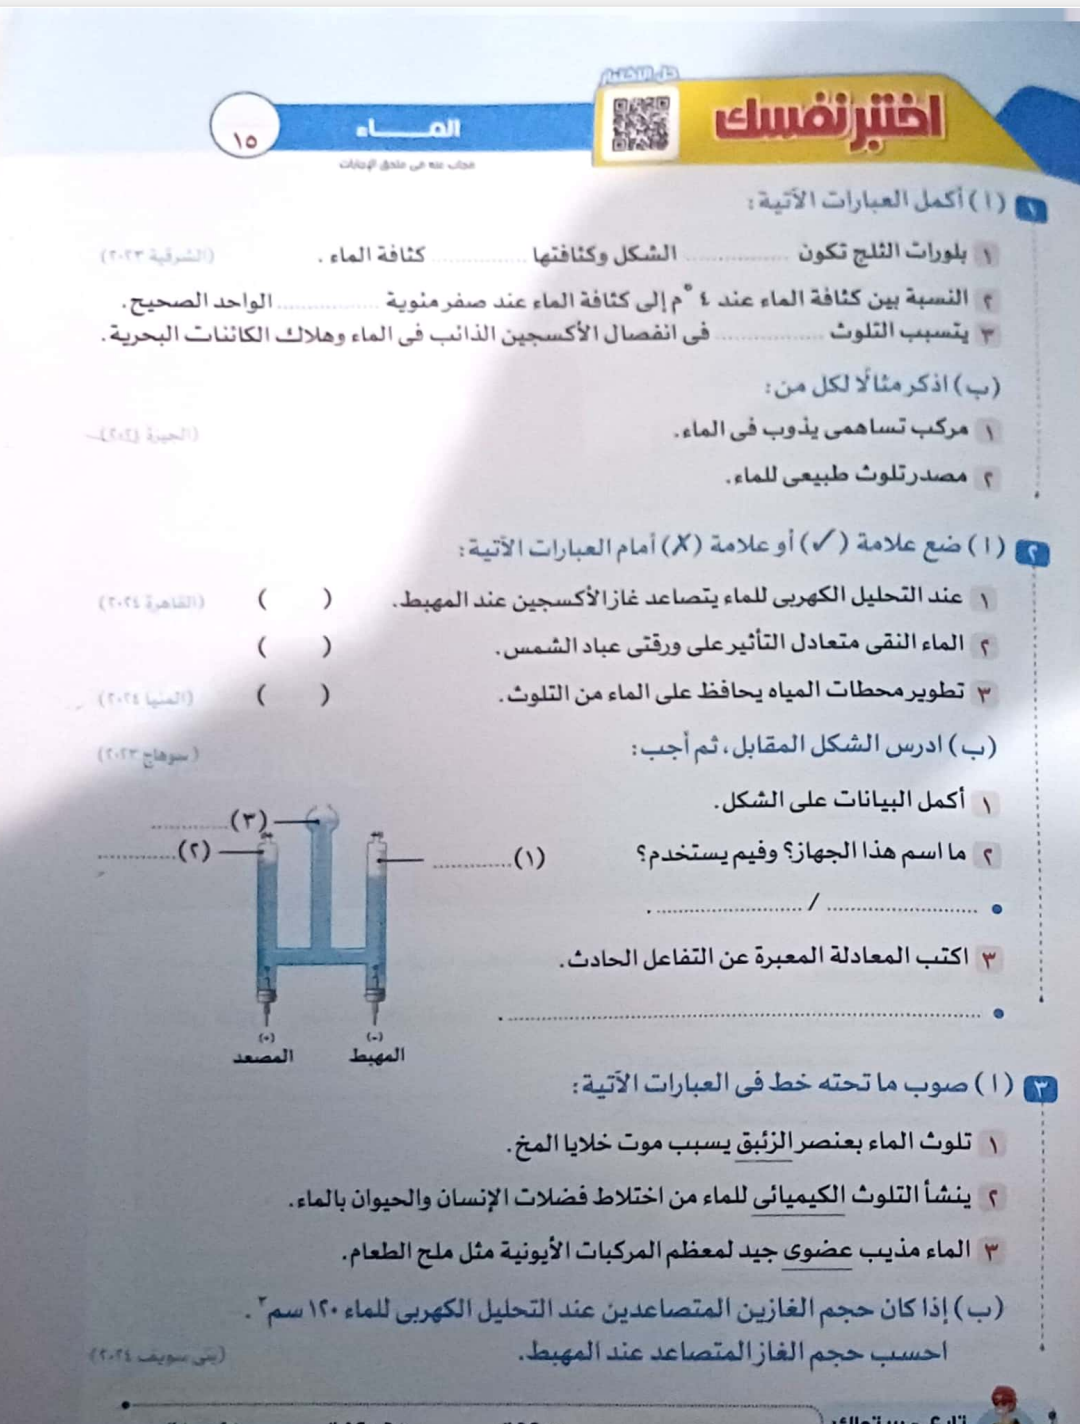 حل الاختبار
اختبر نفسك
الماء
١٥
مجاب عنه فى ملحق الإجابات
١ (أ) أكمل العبارات الآتية :
١ بلورات الثلج تكون ............ الشكل وكثافتها ............ كثافة الماء . (الشرقية ٢٠٢٣)
٢ النسبة بين كثافة الماء عند ٤ °م إلى كثافة الماء عند صفر منوية ............ الواحد الصحيح.
٣ يتسبب التلوث ............ فى انفصال الأكسجين الذائب فى الماء وهلاك الكائنات البحرية.
(ب) اذكر مثالًا لكل من:
١ مركب تساهمى يذوب فى الماء. (الجيزة ٢٠٢٤)
٢ مصدر تلوث طبيعى للماء.
٢ (أ) ضع علامة (✓) أو علامة (✗) أمام العبارات الآتية :
١ عند التحليل الكهربى للماء يتصاعد غاز الأكسجين عند المهبط. ( ) (القاهرة ٢٠٢٤)
٢ الماء النقى متعادل التأثير على ورقتى عباد الشمس. ( )
٣ تطوير محطات المياه يحافظ على الماء من التلوث. ( ) (المنيا ٢٠٢٤)
(ب) ادرس الشكل المقابل، ثم أجب: (سوهاج ٢٠٢٣)
١ أكمل البيانات على الشكل.
٢ ما اسم هذا الجهاز؟ وفيم يستخدم؟
• ............ / ............ .
٣ اكتب المعادلة المعبرة عن التفاعل الحادث.
• ............ .
(٣) ............
(٢) ............
(١) ............
(-)
(+)
المهبط
المصعد
٣ (أ) صوب ما تحته خط فى العبارات الآتية :
١ تلوث الماء بعنصر الزئبق يسبب موت خلايا المخ.
٢ ينشأ التلوث الكيميائى للماء من اختلاط فضلات الإنسان والحيوان بالماء.
٣ الماء مذيب عضوى جيد لمعظم المركبات الأيونية مثل ملح الطعام.
(ب) إذا كان حجم الغازين المتصاعدين عند التحليل الكهربى للماء ١٢٠ سم٣ .
احسب حجم الغاز المتصاعد عند المهبط. (بنى سويف ٢٠٢٤)